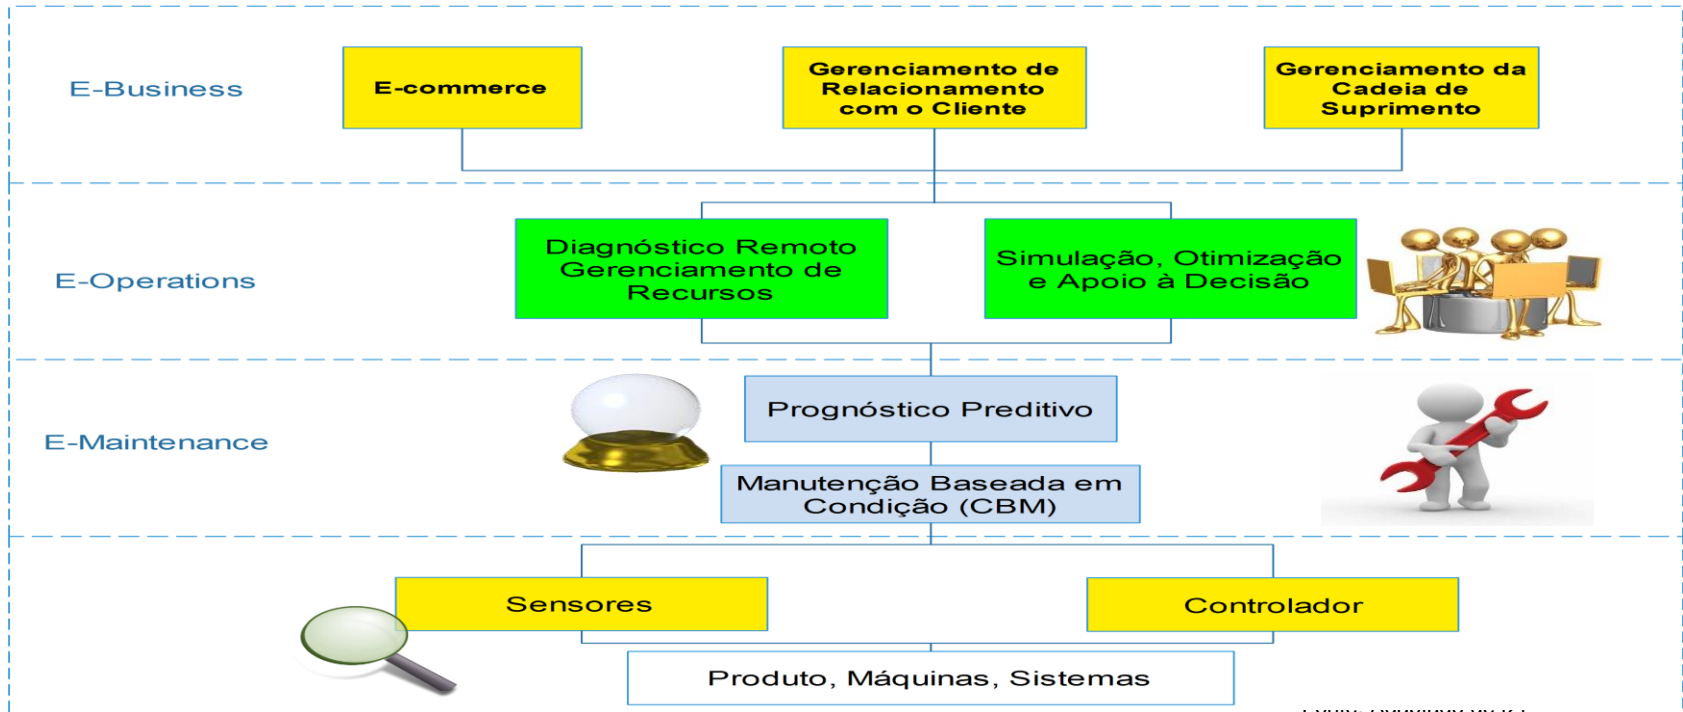 E-Business
E-commerce
Gerenciamento de
Relacionamento
com o Cliente
Gerenciamento da
Cadeia de
Suprimento
E-Operations
Diagnóstico Remoto
Gerenciamento de
Recursos
Simulação, Otimização
e Apoio à Decisão
E-Maintenance
Prognóstico Preditivo
Manutenção Baseada em
Condição (CBM)
Sensores
Controlador
Produto, Máquinas, Sistemas